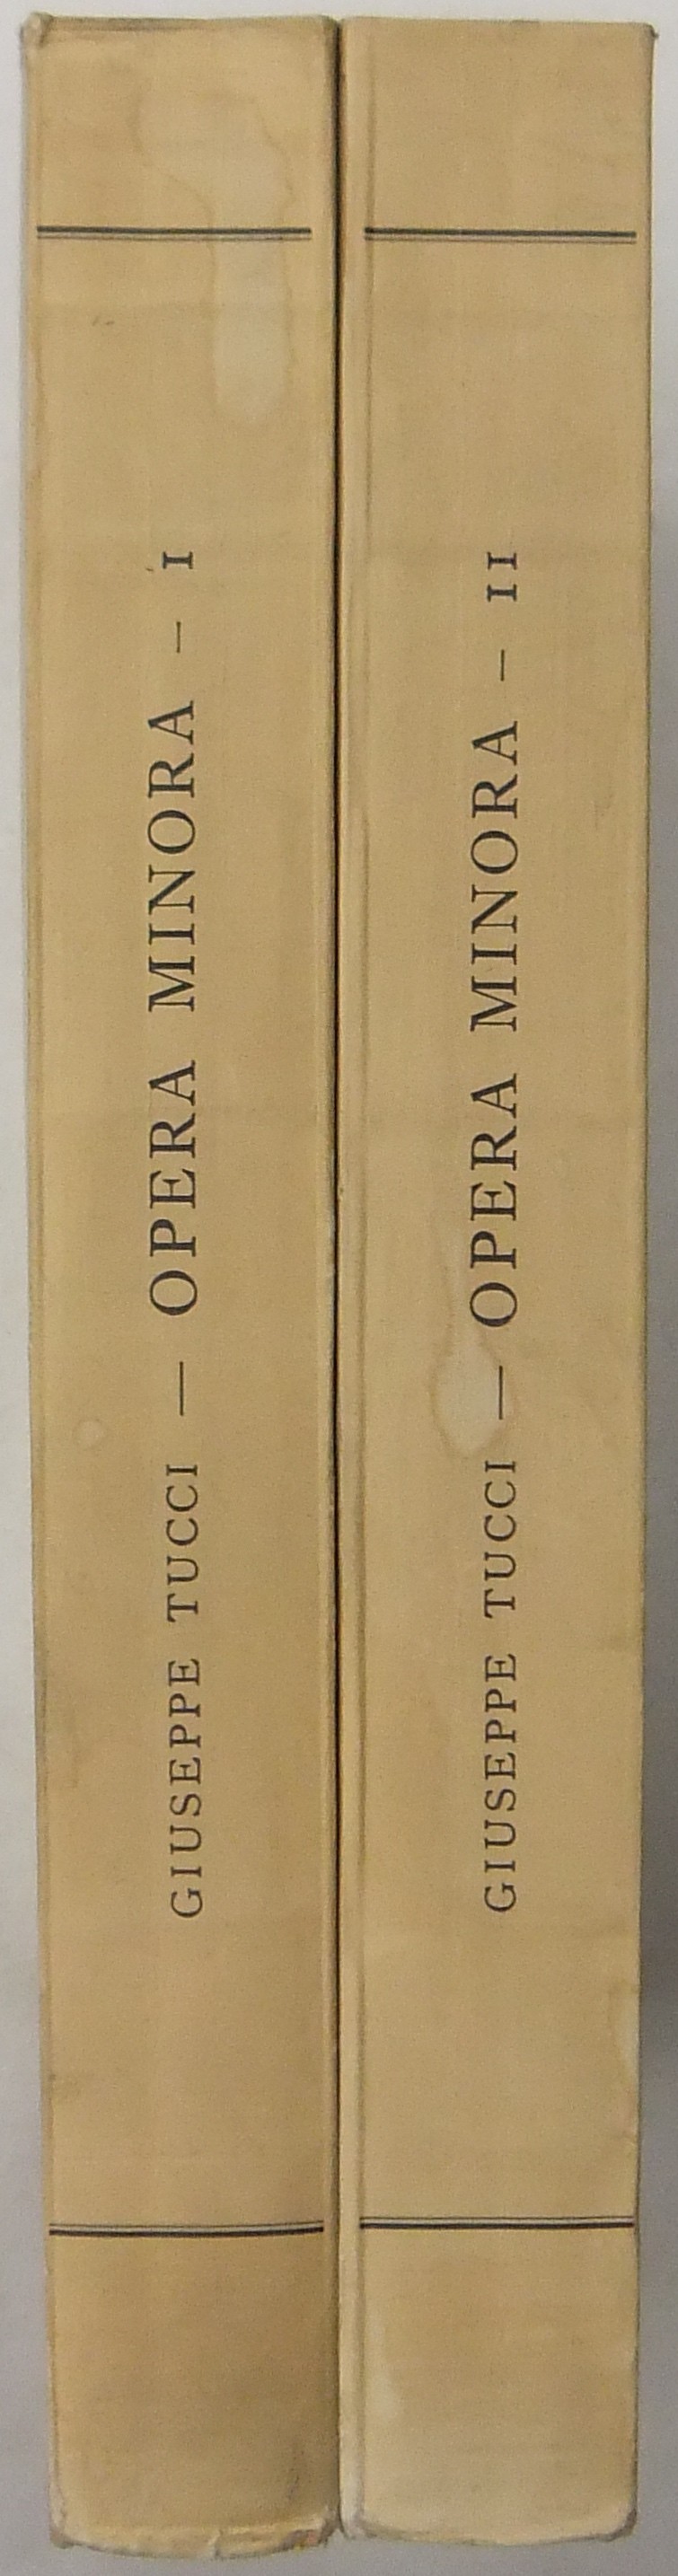 GIUSEPPE TUCCI — OPERA MINORA – I
GIUSEPPE TUCCI — OPERA MINORA – II